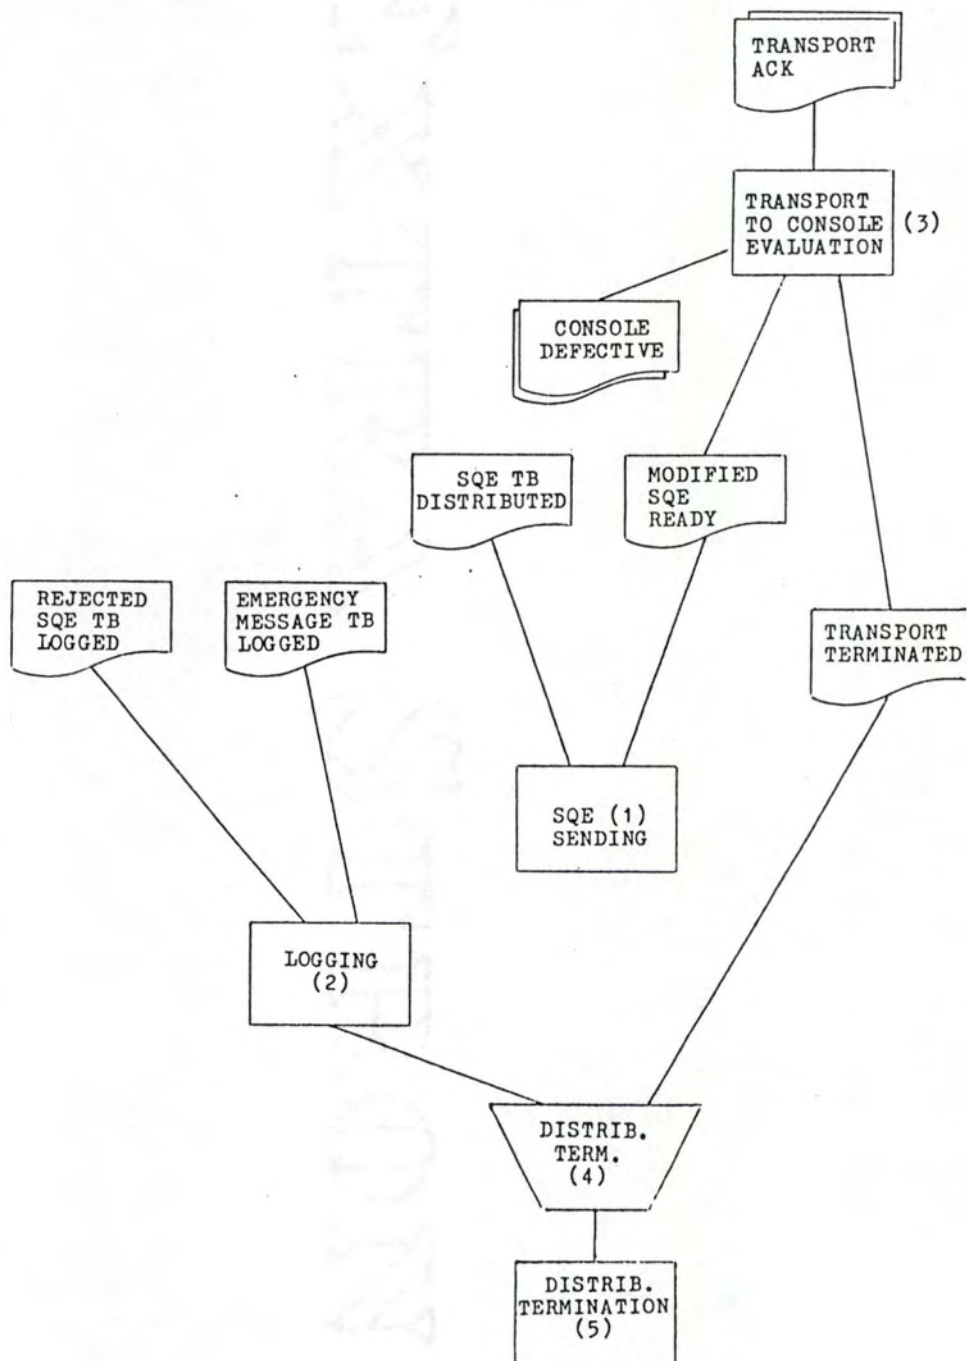 TRANSPORT
ACK
TRANSPORT
TO CONSOLE
EVALUATION
(3)
CONSOLE
DEFECTIVE
SQE TB
DISTRIBUTED
MODIFIED
SQE
READY
REJECTED
SQE TB
LOGGED
EMERGENCY
MESSAGE TB
LOGGED
TRANSPORT
TERMINATED
SQE (1)
SENDING
LOGGING
(2)
DISTRIB.
TERM.
(4)
DISTRIB.
TERMINATION
(5)